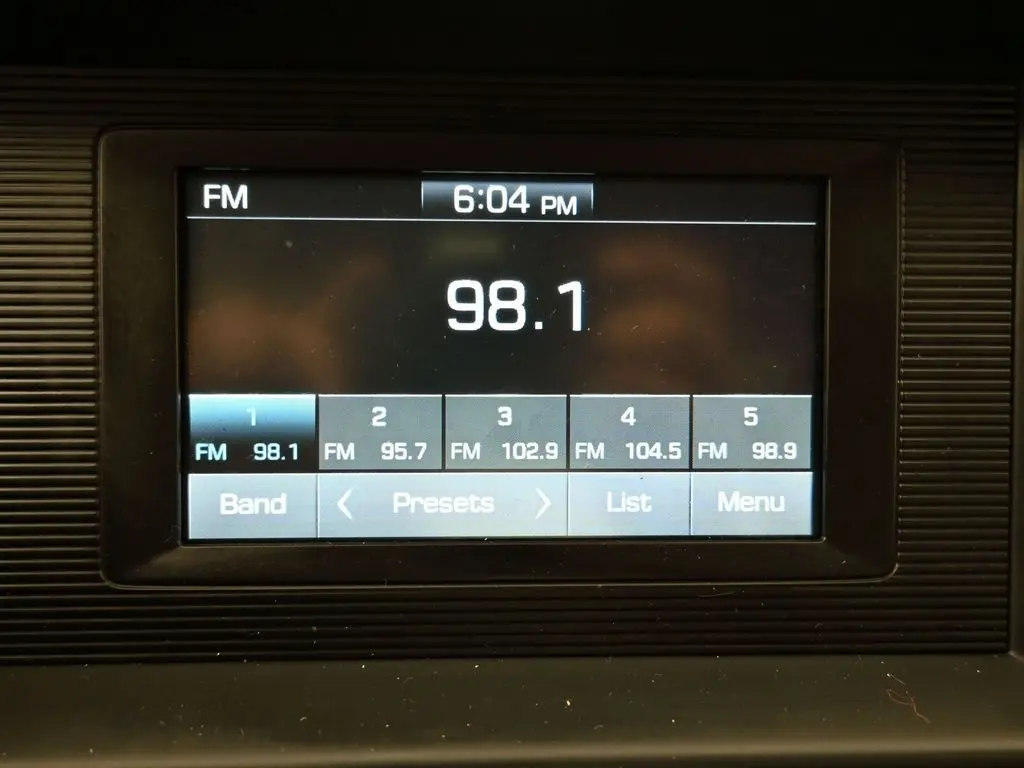 FM 6:04 PM
98.1
1 2 3 4 5
FM 98.1 FM 95.7 FM 102.9 FM 104.5 FM 98.9
Band < Presets > List Menu